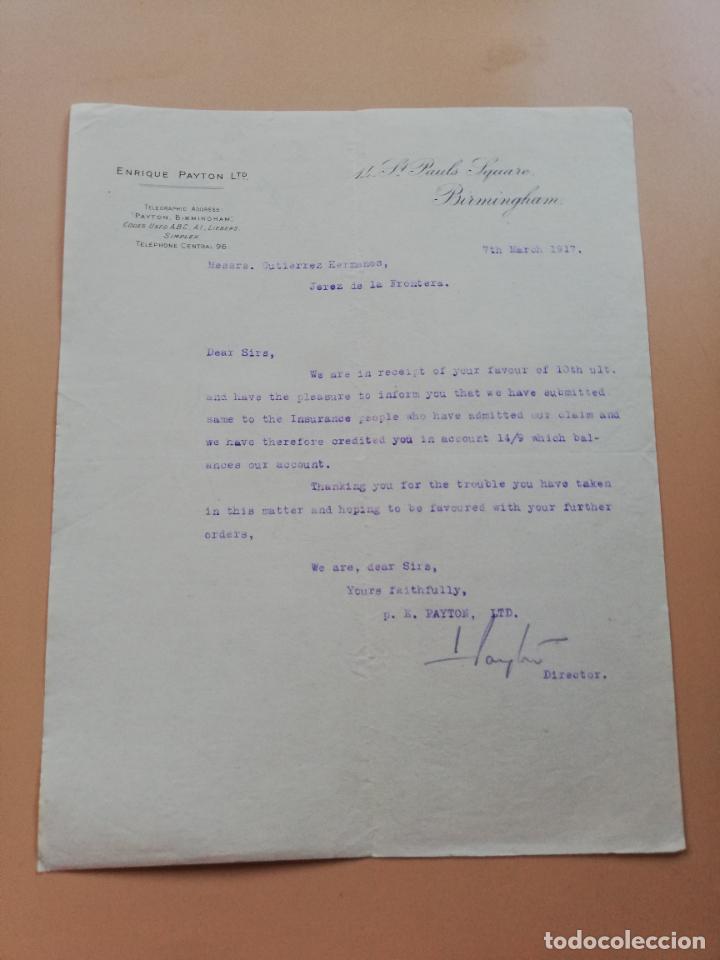 ENRIQUE PAYTON LTD.
TELEGRAPHIC ADDRESS
"PAYTON, BIRMINGHAM".
CODES USED A.B.C., A.I., LIEBERS.
SIMPLEX
TELEPHONE CENTRAL 96
St. Pauls Square.
Birmingham.
7th March 1917.
Messrs. Gutierrez Hermanos,
Jerez de la Frontera.
Dear Sirs,
We are in receipt of your favour of 10th ult.
and have the pleasure to inform you that we have submitted
same to the Insurance people who have admitted our claim and
we have therefore credited you in account 14/9 which bal-
ances our account.
Thanking you for the trouble you have taken
in this matter and hoping to be favoured with your further
orders,
We are, dear Sirs,
Yours faithfully,
p. E. PAYTON, LTD.
Payton
Director.
todocoleccion